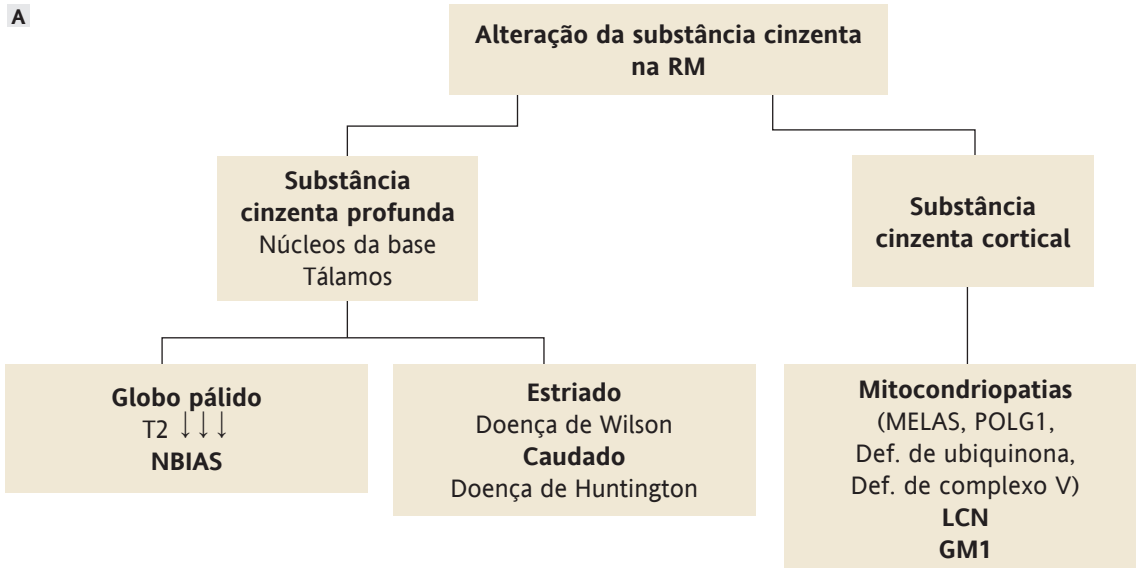 A
Alteração da substância cinzenta
na RM
Substância
cinzenta profunda
Núcleos da base
Tálamos
Substância
cinzenta cortical
Globo pálido
T2 ↓↓↓
NBIAS
Estriado
Doença de Wilson
Caudado
Doença de Huntington
Mitocondriopatias
(MELAS, POLG1,
Def. de ubiquinona,
Def. de complexo V)
LCN
GM1